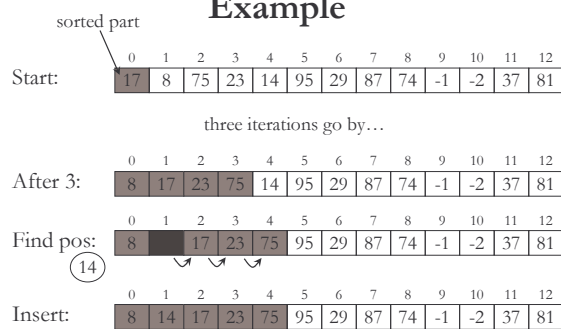 Example
sorted part
0 1 2 3 4 5 6 7 8 9 10 11 12
Start: 17 8 75 23 14 95 29 87 74 -1 -2 37 81
three iterations go by…
0 1 2 3 4 5 6 7 8 9 10 11 12
After 3: 8 17 23 75 14 95 29 87 74 -1 -2 37 81
0 1 2 3 4 5 6 7 8 9 10 11 12
Find pos: 8 17 23 75 95 29 87 74 -1 -2 37 81
14
0 1 2 3 4 5 6 7 8 9 10 11 12
Insert: 8 14 17 23 75 95 29 87 74 -1 -2 37 81